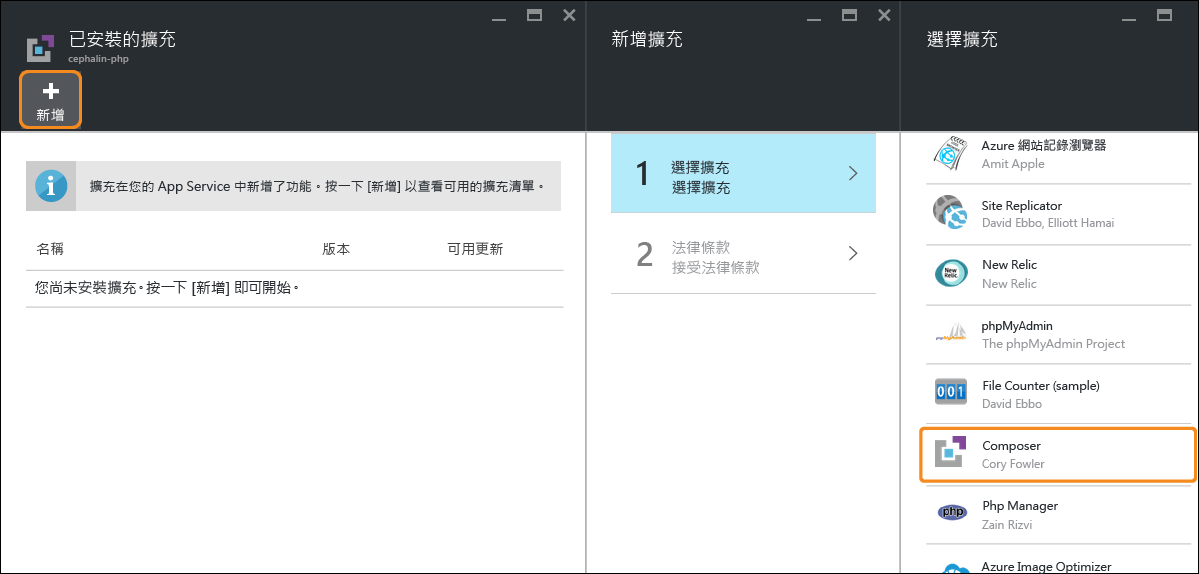 已安裝的擴充
cephalin-php
新增
擴充在您的 App Service 中新增了功能。按一下 [新增] 以查看可用的擴充清單。
名稱 版本 可用更新
您尚未安裝擴充。按一下 [新增] 即可開始。
新增擴充
1
選擇擴充
選擇擴充
2
法律條款
接受法律條款
選擇擴充
Azure 網站記錄瀏覽器
Amit Apple
Site Replicator
David Ebbo, Elliott Hamai
New Relic
New Relic
New
Relic.
phpMyAdmin
The phpMyAdmin Project
001
File Counter (sample)
David Ebbo
Composer
Cory Fowler
php
Php Manager
Zain Rizvi
Azure Image Optimizer